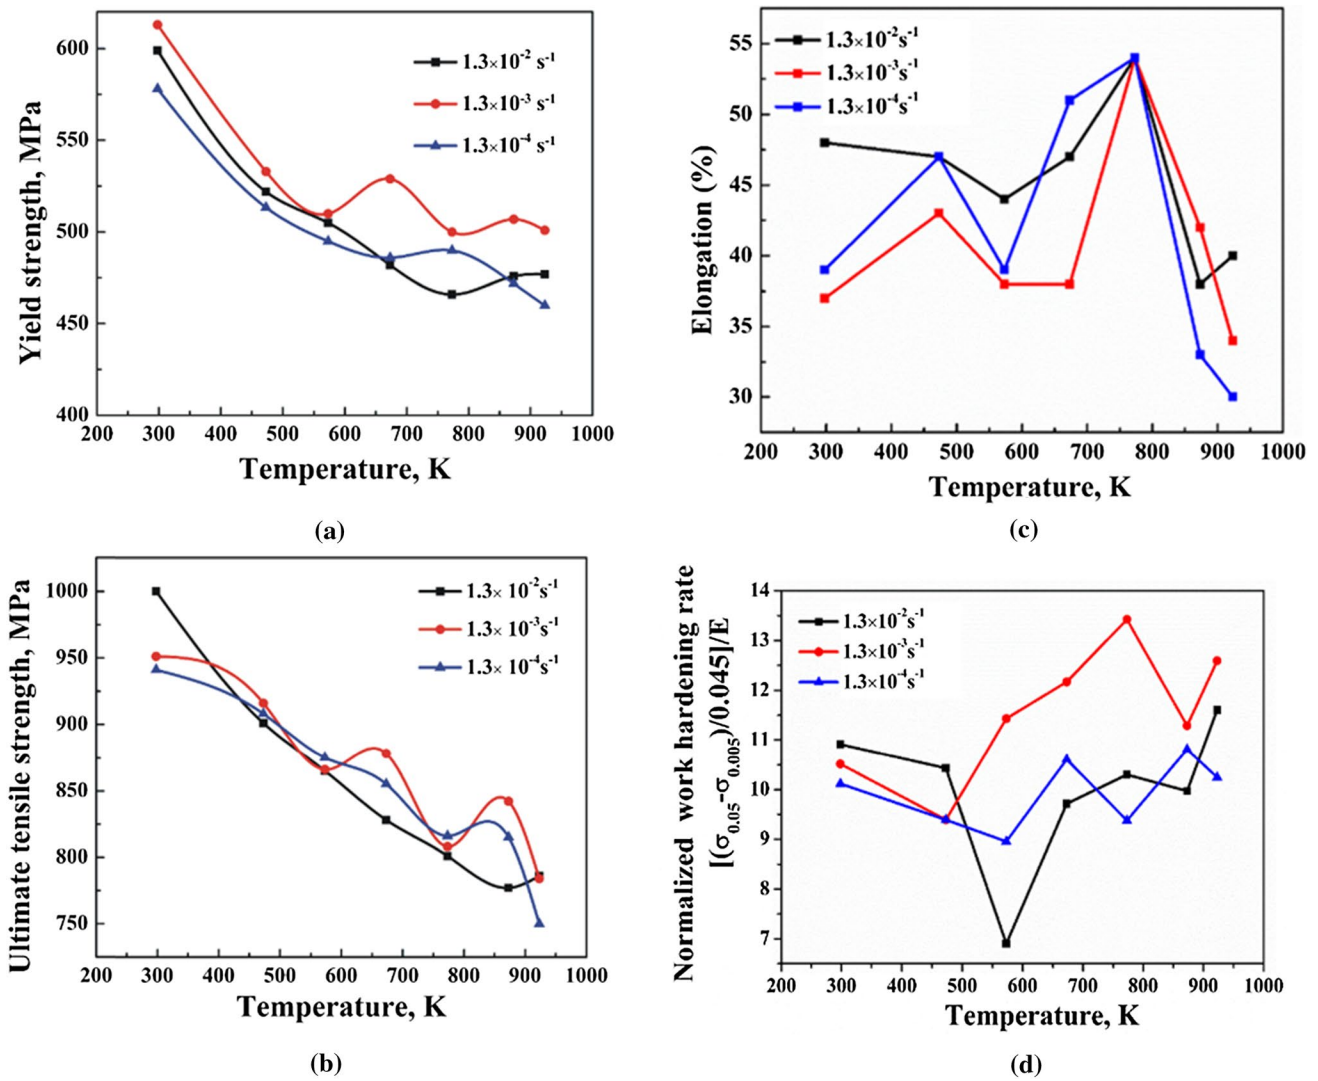 Yield strength, MPa
600
550
500
450
400
1.3×10⁻² s⁻¹
1.3×10⁻³ s⁻¹
1.3×10⁻⁴ s⁻¹
200 300 400 500 600 700 800 900 1000
Temperature, K
(a)
Elongation (%)
55
50
45
40
35
30
1.3×10⁻²s⁻¹
1.3×10⁻³s⁻¹
1.3×10⁻⁴s⁻¹
200 300 400 500 600 700 800 900 1000
Temperature, K
(c)
Ultimate tensile strength, MPa
1000
950
900
850
800
750
1.3× 10⁻²s⁻¹
1.3× 10⁻³s⁻¹
1.3× 10⁻⁴s⁻¹
200 300 400 500 600 700 800 900 1000
Temperature, K
(b)
Normalized work hardening rate
[(σ₀.₀₅-σ₀.₀₀₅)/0.045]/E
14
13
12
11
10
9
8
7
1.3×10⁻²s⁻¹
1.3×10⁻³s⁻¹
1.3×10⁻⁴s⁻¹
200 300 400 500 600 700 800 900 1000
Temperature, K
(d)